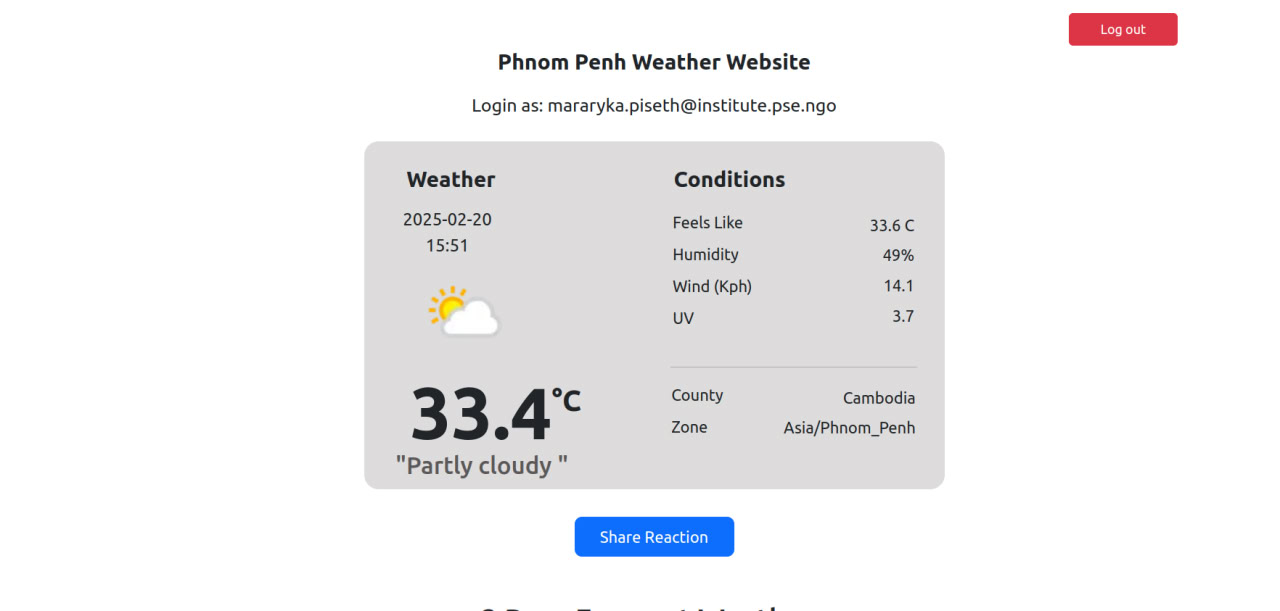 Log out
Phnom Penh Weather Website
Login as: mararyka.piseth@institute.pse.ngo
Weather
2025-02-20
15:51
33.4°C
"Partly cloudy "
Conditions
Feels Like 33.6 C
Humidity 49%
Wind (Kph) 14.1
UV 3.7
County Cambodia
Zone Asia/Phnom_Penh
Share Reaction